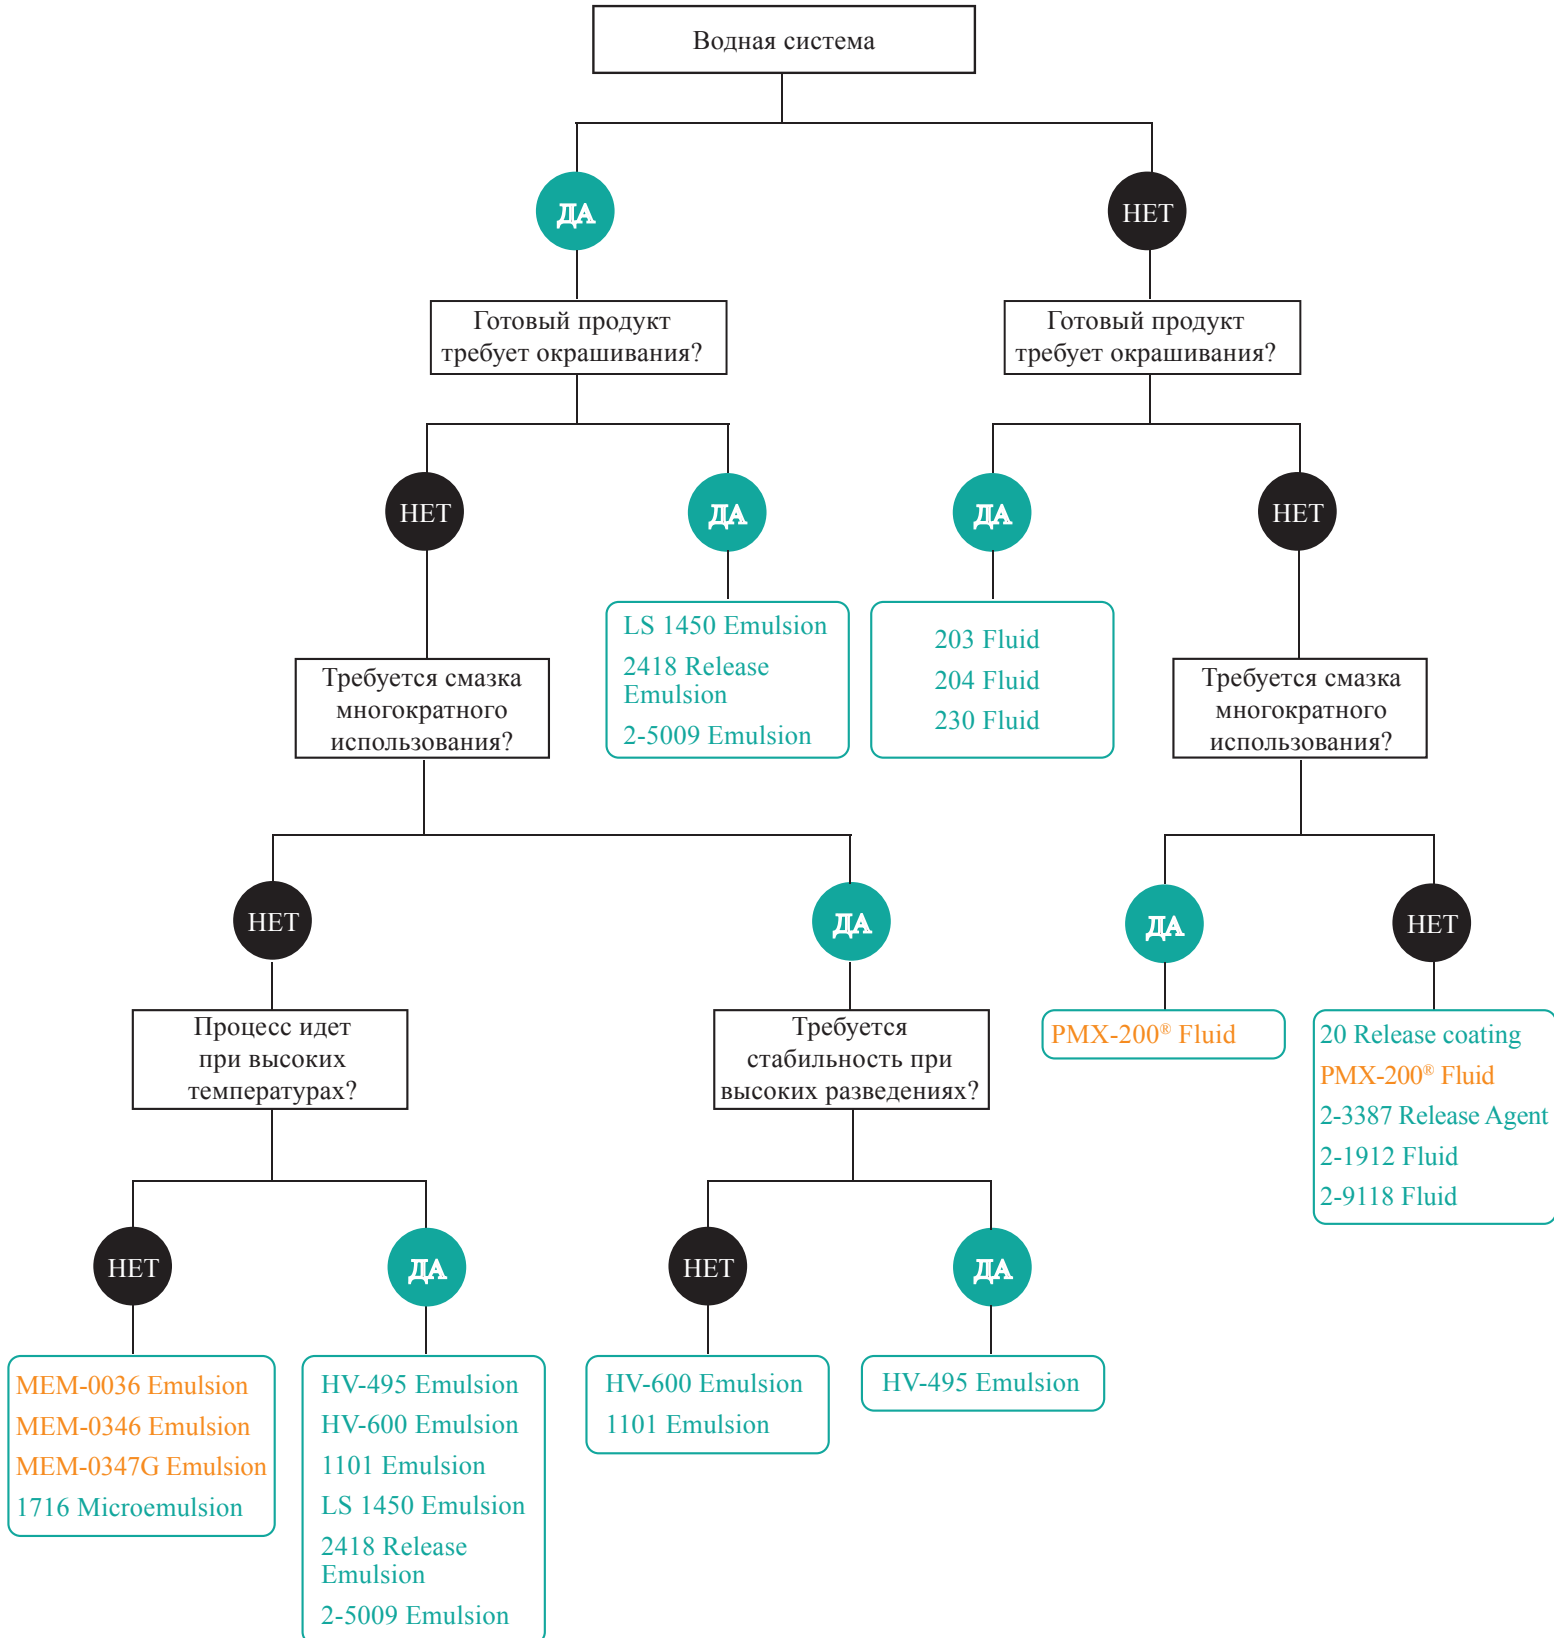 Водная система
ДА
НЕТ
Готовый продукт
требует окрашивания?
Готовый продукт
требует окрашивания?
НЕТ
ДА
ДА
НЕТ
LS 1450 Emulsion
2418 Release
Emulsion
2-5009 Emulsion
203 Fluid
204 Fluid
230 Fluid
Требуется смазка
многократного
использования?
Требуется смазка
многократного
использования?
НЕТ
ДА
ДА
НЕТ
Процесс идет
при высоких
температурах?
Требуется
стабильность при
высоких разведениях?
PMX-200® Fluid
20 Release coating
PMX-200® Fluid
2-3387 Release Agent
2-1912 Fluid
2-9118 Fluid
НЕТ
ДА
НЕТ
ДА
MEM-0036 Emulsion
MEM-0346 Emulsion
MEM-0347G Emulsion
1716 Microemulsion
HV-495 Emulsion
HV-600 Emulsion
1101 Emulsion
LS 1450 Emulsion
2418 Release
Emulsion
2-5009 Emulsion
HV-600 Emulsion
1101 Emulsion
HV-495 Emulsion